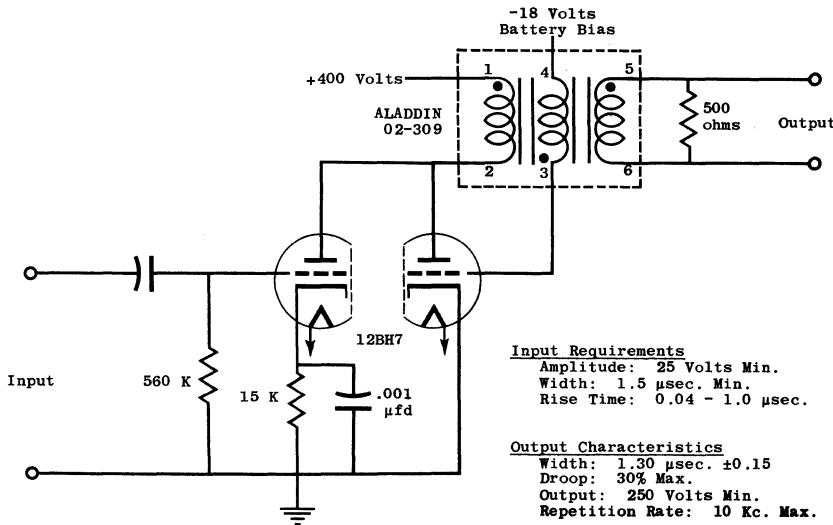 -18 Volts
Battery Bias
+400 Volts
1
4
5
ALADDIN
02-309
500
ohms
Output
2
3
6
12BH7
Input
560 K
15 K
.001
µfd
Input Requirements
Amplitude: 25 Volts Min.
Width: 1.5 µsec. Min.
Rise Time: 0.04 - 1.0 µsec.
Output Characteristics
Width: 1.30 µsec. ±0.15
Droop: 30% Max.
Output: 250 Volts Min.
Repetition Rate: 10 Kc. Max.